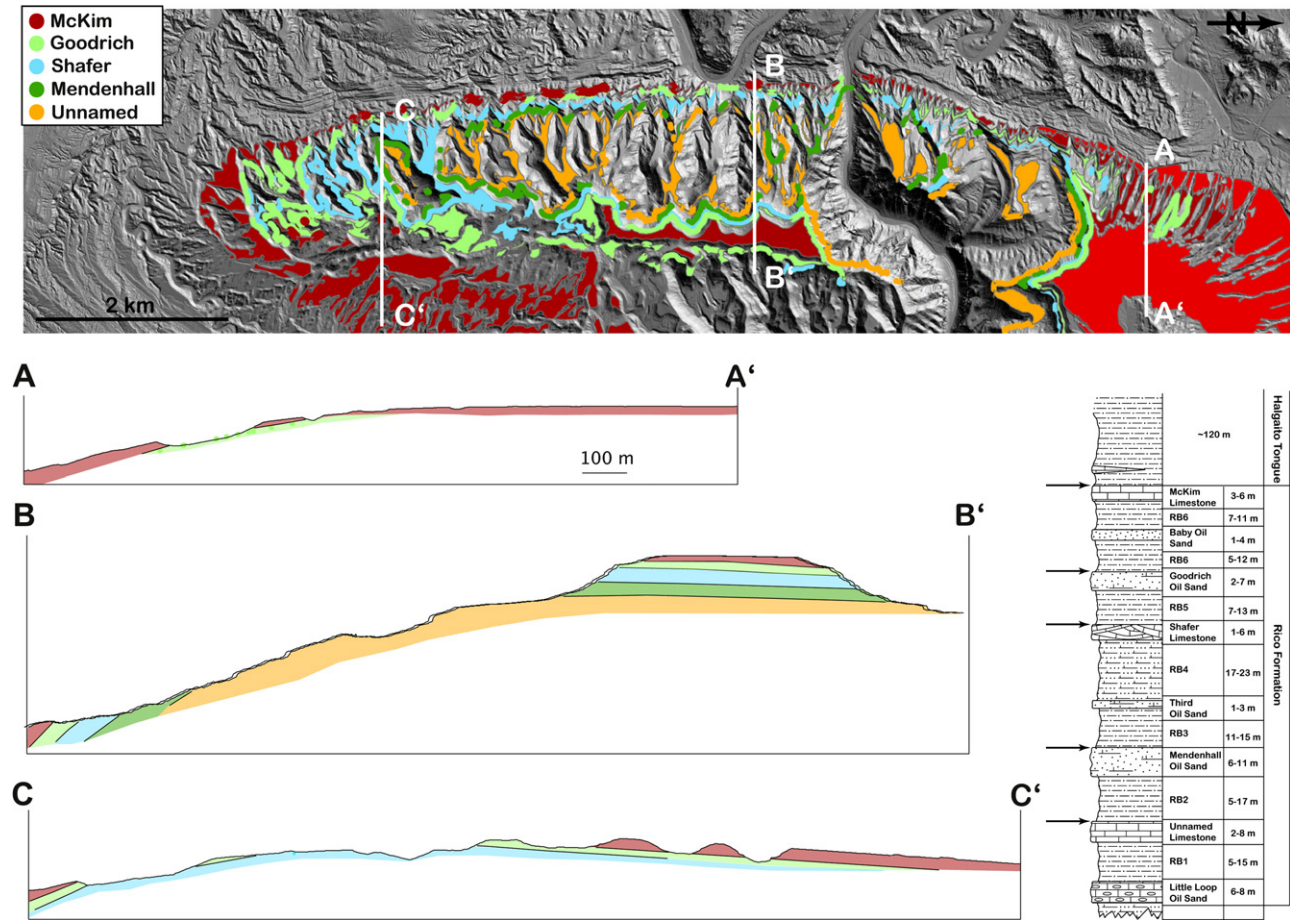 McKim
Goodrich
Shafer
Mendenhall
Unnamed
N
B
C
A
B'
A'
C'
2 km
A
A'
100 m
B
B'
C
C'
~120 m
Halgaito Tongue
McKim Limestone
3-6 m
RB6
7-11 m
Baby Oil Sand
1-4 m
RB6
5-12 m
Goodrich Oil Sand
2-7 m
RB5
7-13 m
Shafer Limestone
1-6 m
RB4
17-23 m
Third Oil Sand
1-3 m
RB3
11-15 m
Mendenhall Oil Sand
6-11 m
RB2
5-17 m
Unnamed Limestone
2-8 m
RB1
5-15 m
Little Loop Oil Sand
6-8 m
Rico Formation